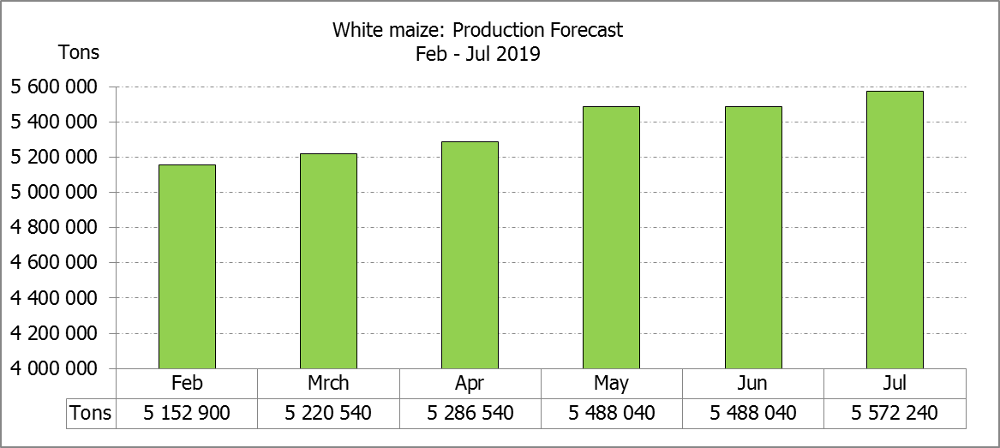 White maize: Production Forecast
Feb - Jul 2019
Tons
5 600 000
5 400 000
5 200 000
5 000 000
4 800 000
4 600 000
4 400 000
4 200 000
4 000 000
Feb Mrch Apr May Jun Jul
Tons 5 152 900 5 220 540 5 286 540 5 488 040 5 488 040 5 572 240